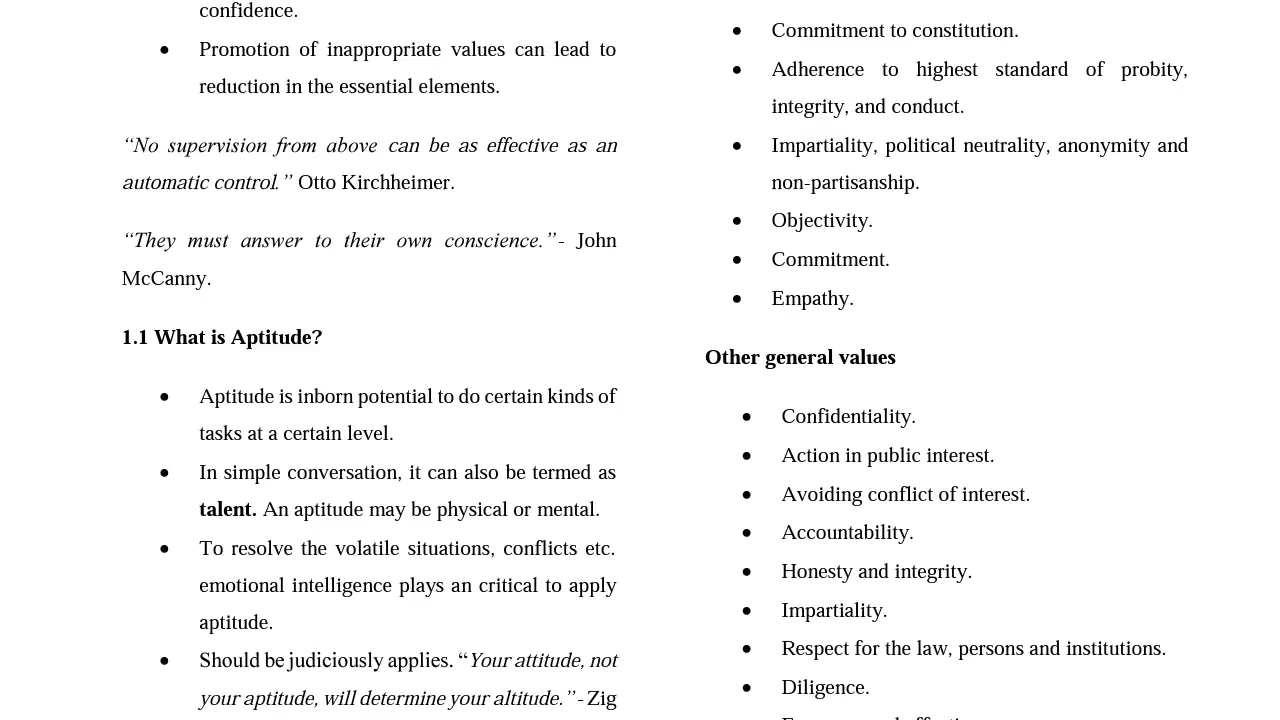 confidence.
• Promotion of inappropriate values can lead to
reduction in the essential elements.
“No supervision from above can be as effective as an
automatic control.” Otto Kirchheimer.
“They must answer to their own conscience.”- John
McCanny.
1.1 What is Aptitude?
• Aptitude is inborn potential to do certain kinds of
tasks at a certain level.
• In simple conversation, it can also be termed as
talent. An aptitude may be physical or mental.
• To resolve the volatile situations, conflicts etc.
emotional intelligence plays an critical to apply
aptitude.
• Should be judiciously applies. “Your attitude, not
your aptitude, will determine your altitude.”- Zig
• Commitment to constitution.
• Adherence to highest standard of probity,
integrity, and conduct.
• Impartiality, political neutrality, anonymity and
non-partisanship.
• Objectivity.
• Commitment.
• Empathy.
Other general values
• Confidentiality.
• Action in public interest.
• Avoiding conflict of interest.
• Accountability.
• Honesty and integrity.
• Impartiality.
• Respect for the law, persons and institutions.
• Diligence.